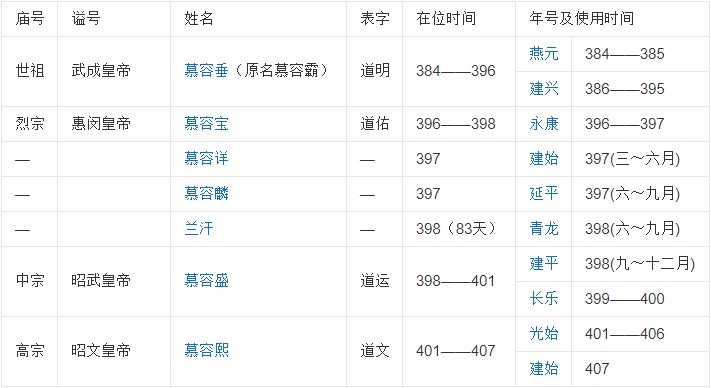 庙号 谥号 姓名 表字 在位时间 年号及使用时间
世祖 武成皇帝 慕容垂（原名慕容霸） 道明 384——396 燕元 384——385
建兴 386——395
烈宗 惠闵皇帝 慕容宝 道佑 396——398 永康 396——397
— 慕容详 — 397 建始 397(三～六月)
— 慕容麟 — 397 延平 397(六～九月)
— 兰汗 — 398（83天） 青龙 398(六～九月)
中宗 昭武皇帝 慕容盛 道运 398——401 建平 398(九～十二月)
长乐 399——400
高宗 昭文皇帝 慕容熙 道文 401——407 光始 401——406
建始 407